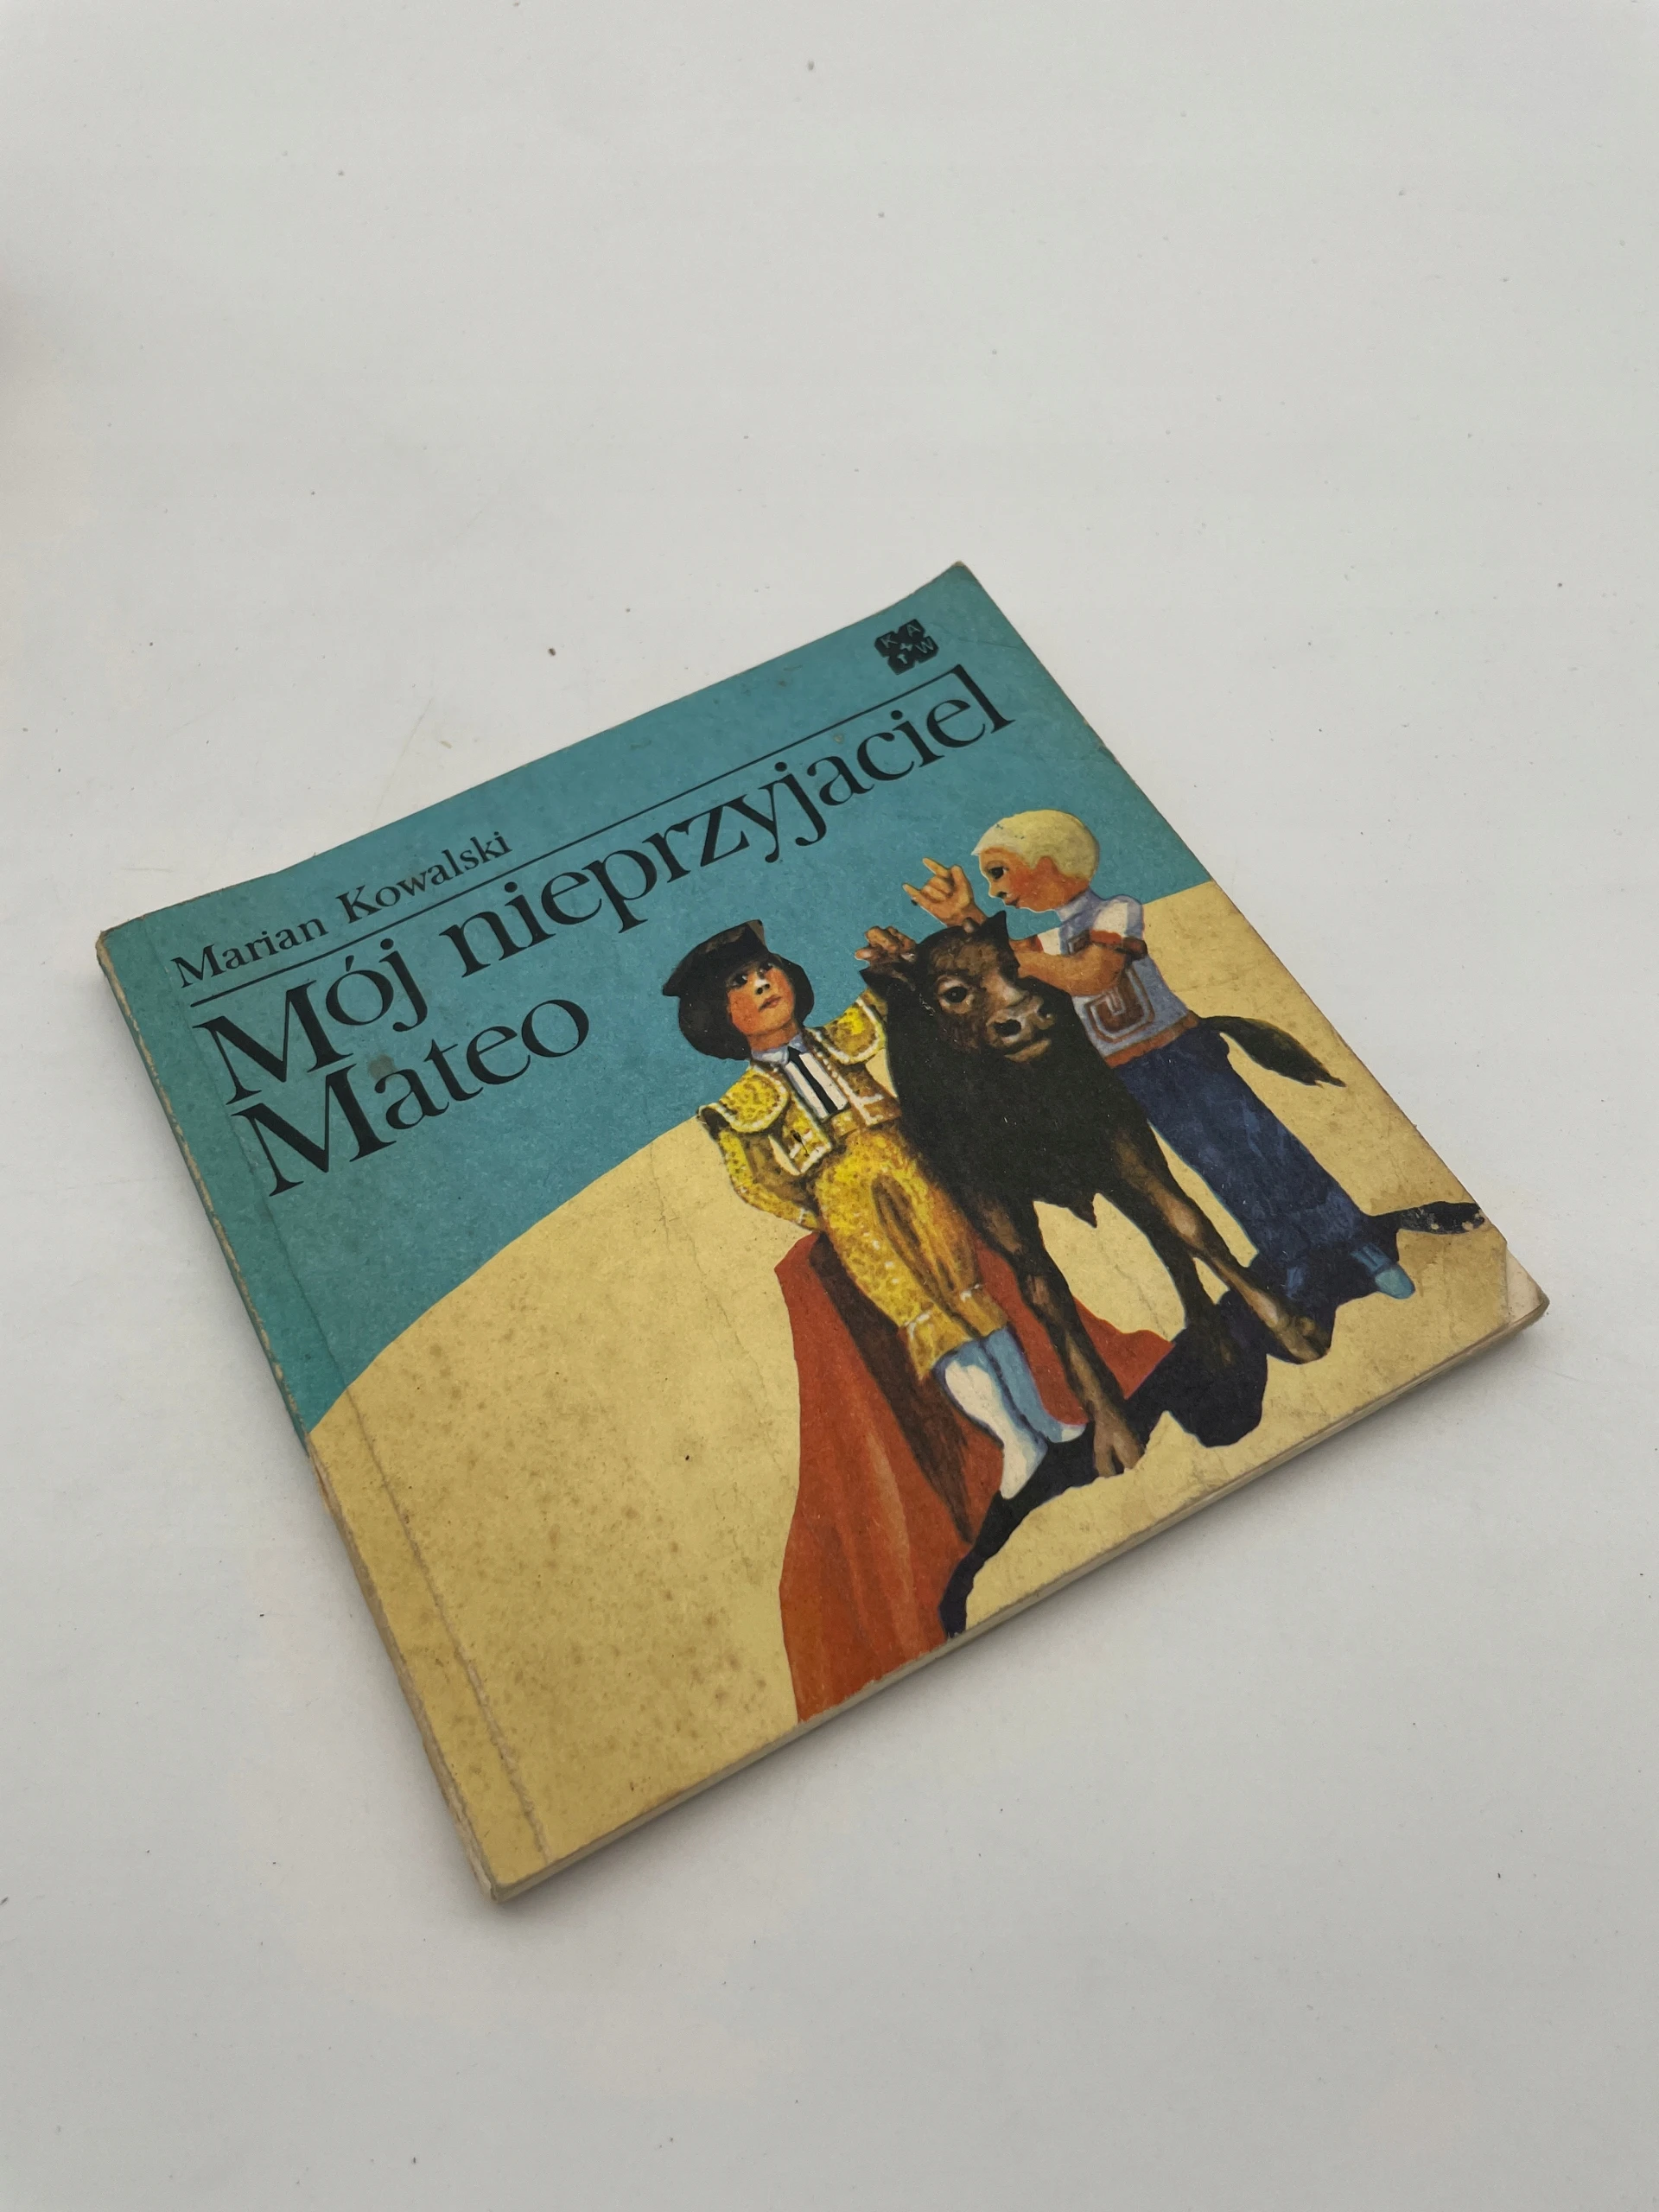 K A
T W
Marian Kowalski
Mój nieprzyjaciel
Mateo